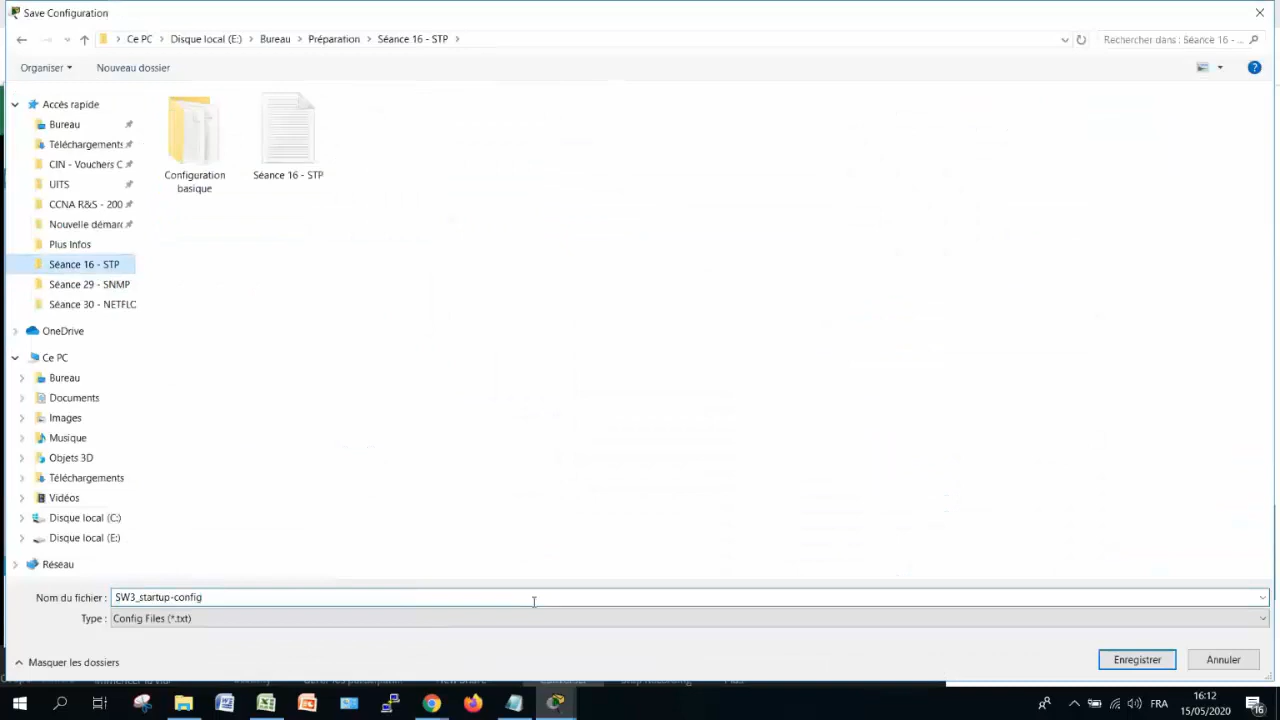 Save Configuration
Ce PC
Disque local (E:)
Bureau
Préparation
Séance 16 - STP
Rechercher dans : Séance 16 - ...
Organiser
Nouveau dossier
Accès rapide
Bureau
Téléchargements
CIN - Vouchers C
UITS
CCNA R&S - 200
Nouvelle démarc
Plus Infos
Séance 16 - STP
Séance 29 - SNMP
Séance 30 - NETFLO
OneDrive
Ce PC
Bureau
Documents
Images
Musique
Objets 3D
Téléchargements
Vidéos
Disque local (C:)
Disque local (E:)
Réseau
Configuration
basique
Séance 16 - STP
Nom du fichier :
SW3_startup-config
Type :
Config Files (*.txt)
Masquer les dossiers
Enregistrer
Annuler
FRA
16:12
15/05/2020
16